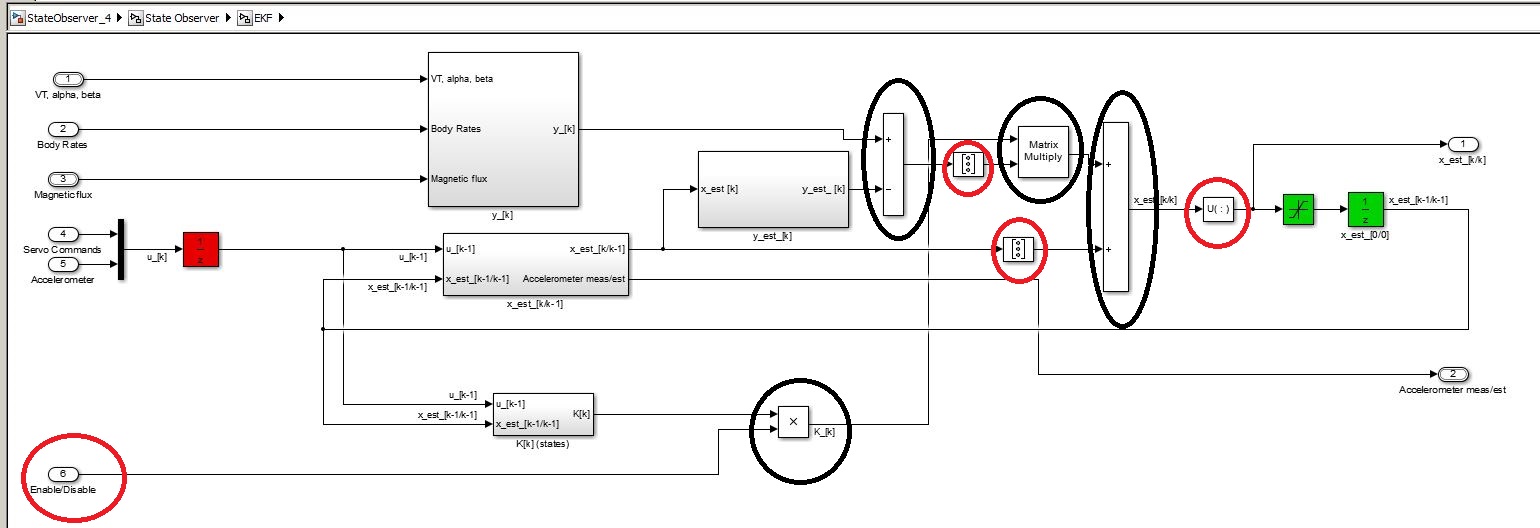 StateObserver_4 State Observer EKF
1
VT, alpha, beta
2
Body Rates
3
Magnetic flux
4
Servo Commands
5
Accelerometer
u_[k]
1
z
VT, alpha, beta
Body Rates
Magnetic flux
y_[k]
y_[k]
x_est [k]
y_est_ [k]
y_est_[k]
u_[k-1]
u_[k-1]
x_est_[k-1/k-1]
x_est_[k-1/k-1]
x_est_[k/k-1]
Accelerometer meas/est
x_est_[k/k-1]
+
−
Matrix
Multiply
+
+
x_est_[k/k]
U( : )
1
z
x_est_[0/0]
x_est_[k-1/k-1]
1
x_est_[k/k]
2
Accelerometer meas/est
u_[k-1]
x_est_[k-1/k-1]
u_[k-1]
x_est_[k-1/k-1]
K[k]
K[k] (states)
×
K_[k]
6
Enable/Disable